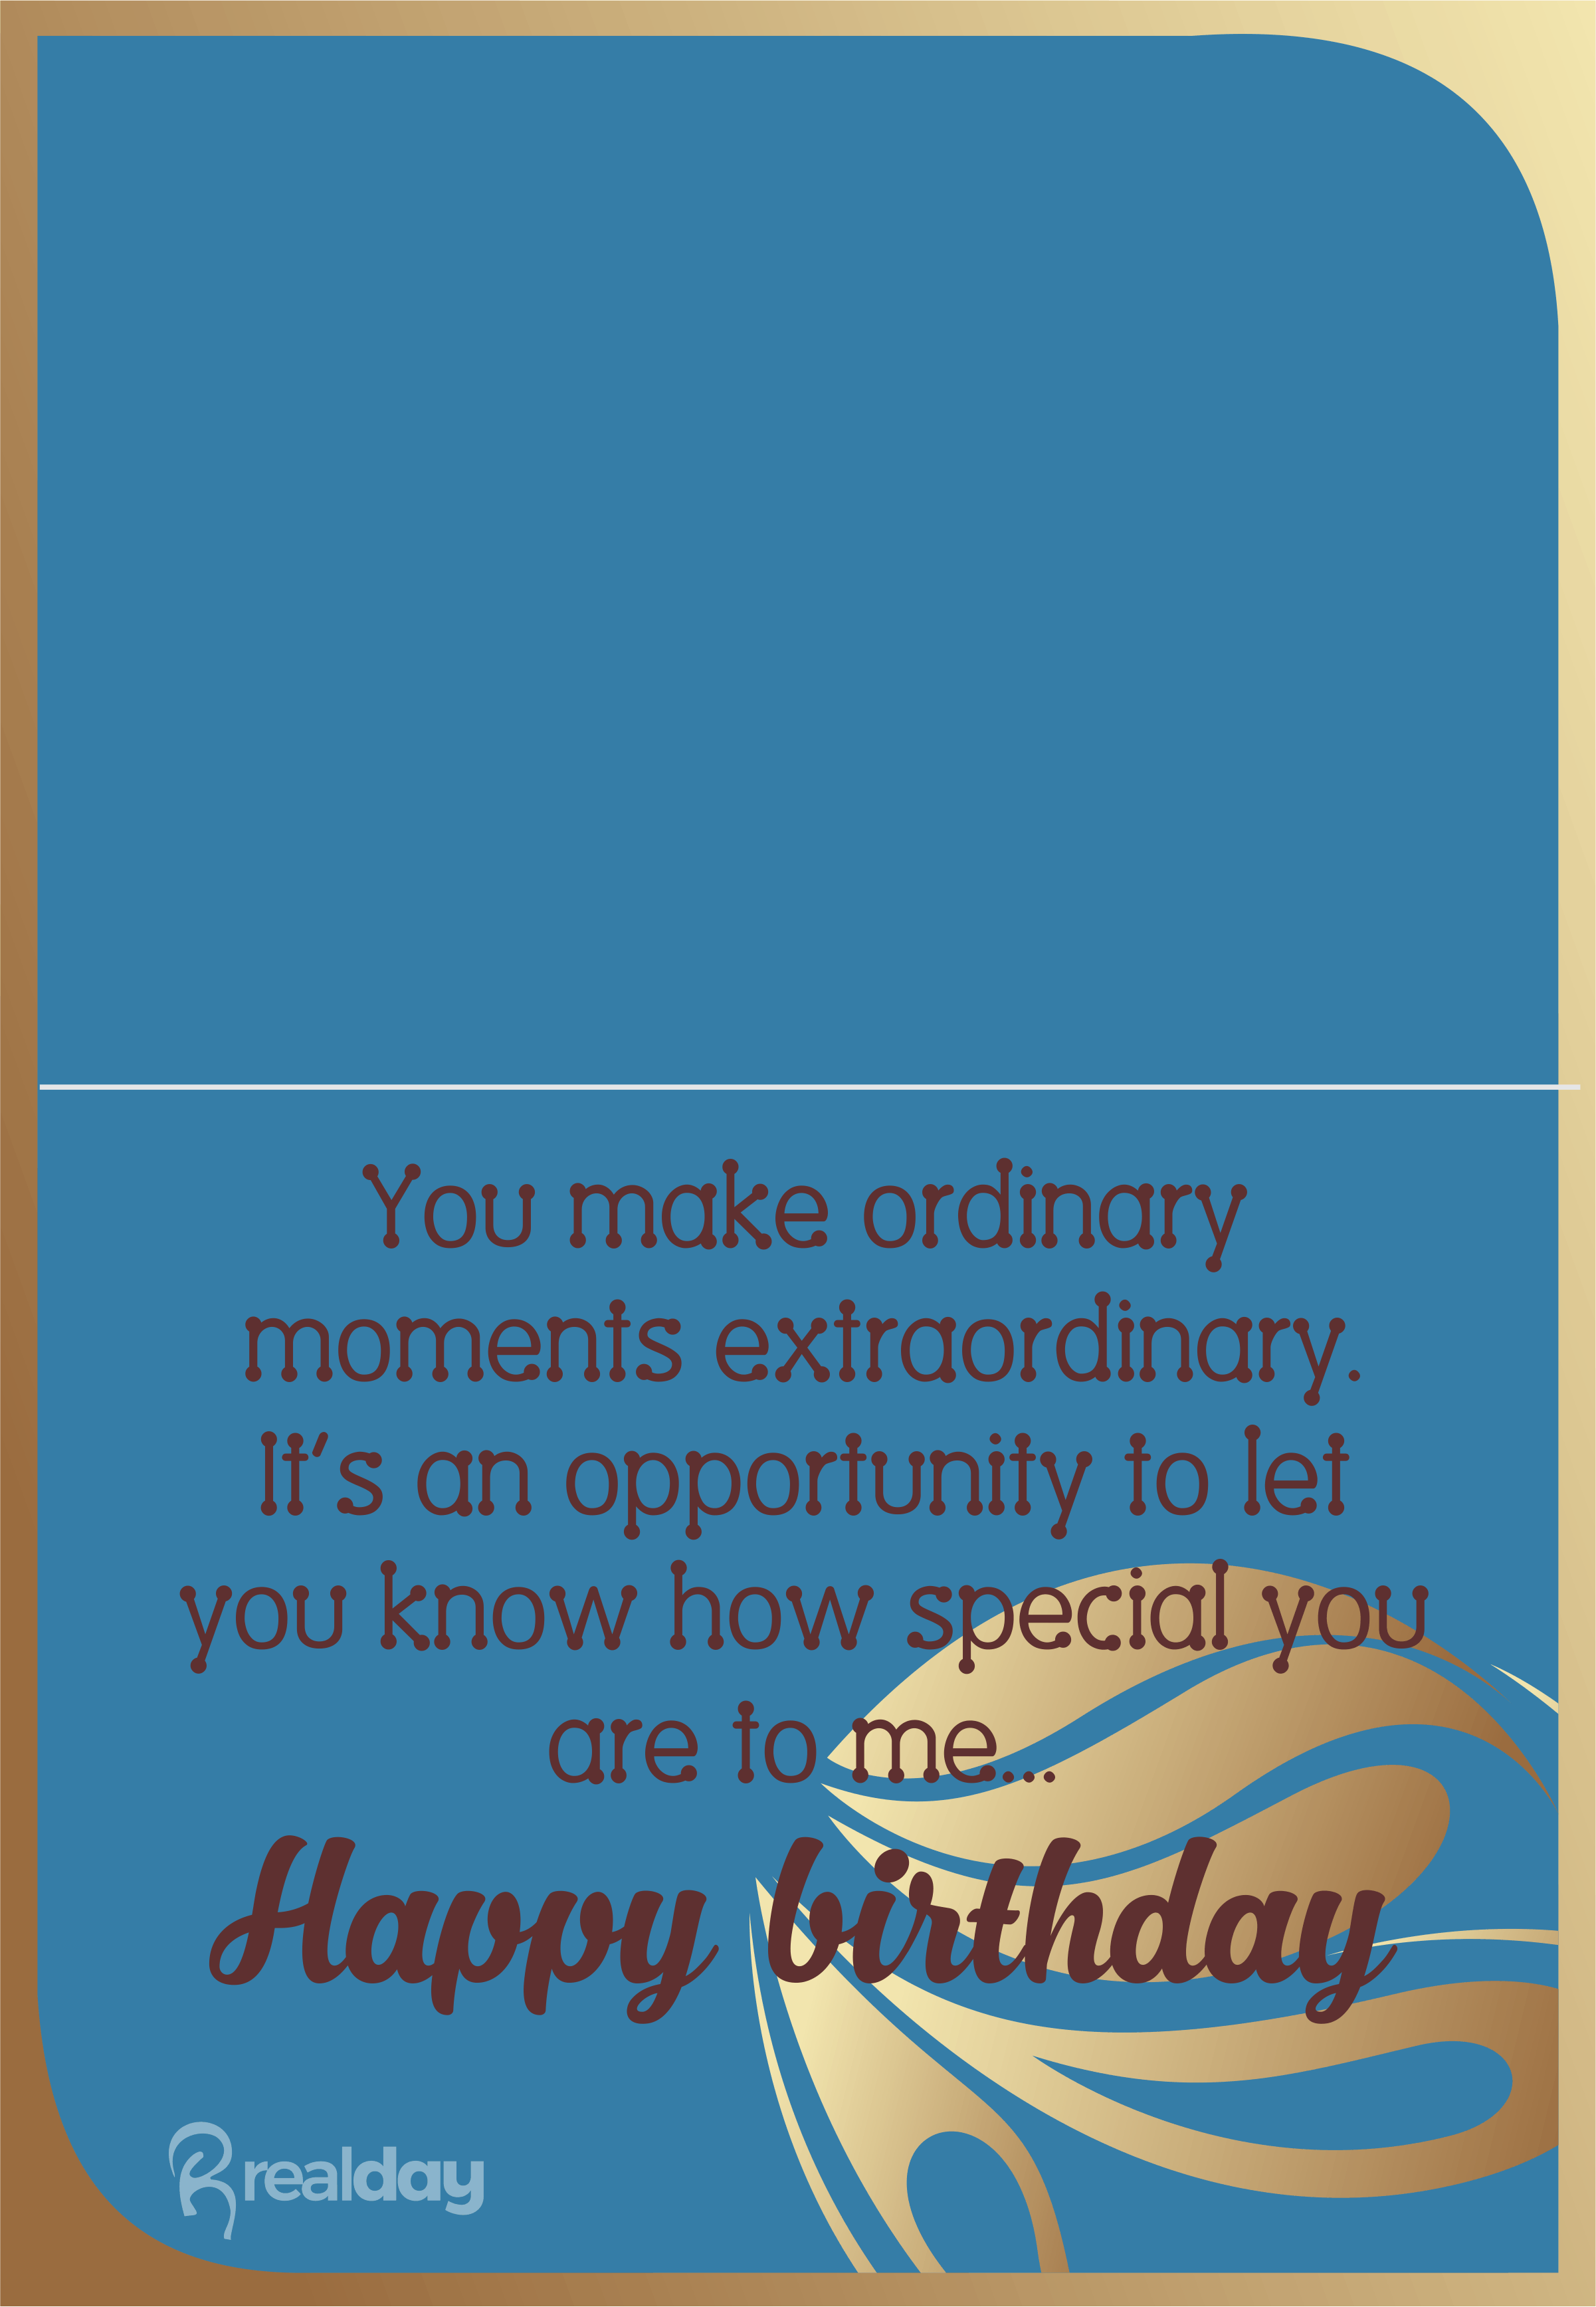 You make ordinary
moments extraordinary.
It's an opportunity to let
you know how special you
are to me...
Happy birthday
realday